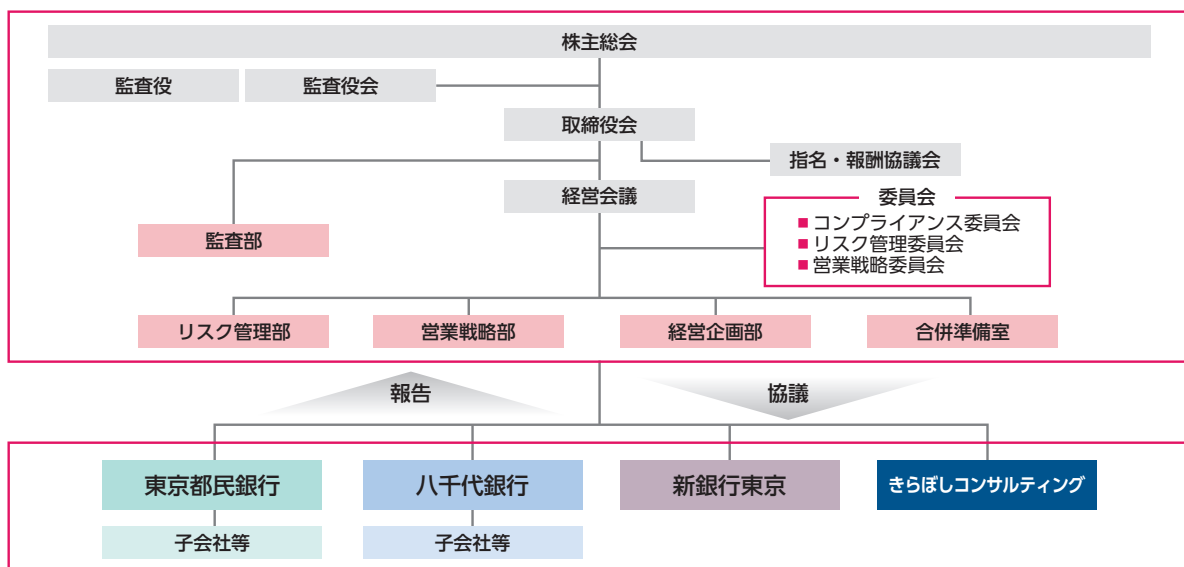 株主総会
監査役
監査役会
取締役会
指名・報酬協議会
経営会議
委員会
■コンプライアンス委員会
■リスク管理委員会
■営業戦略委員会
監査部
リスク管理部
営業戦略部
経営企画部
合併準備室
報告
協議
東京都民銀行
八千代銀行
新銀行東京
きらぼしコンサルティング
子会社等
子会社等